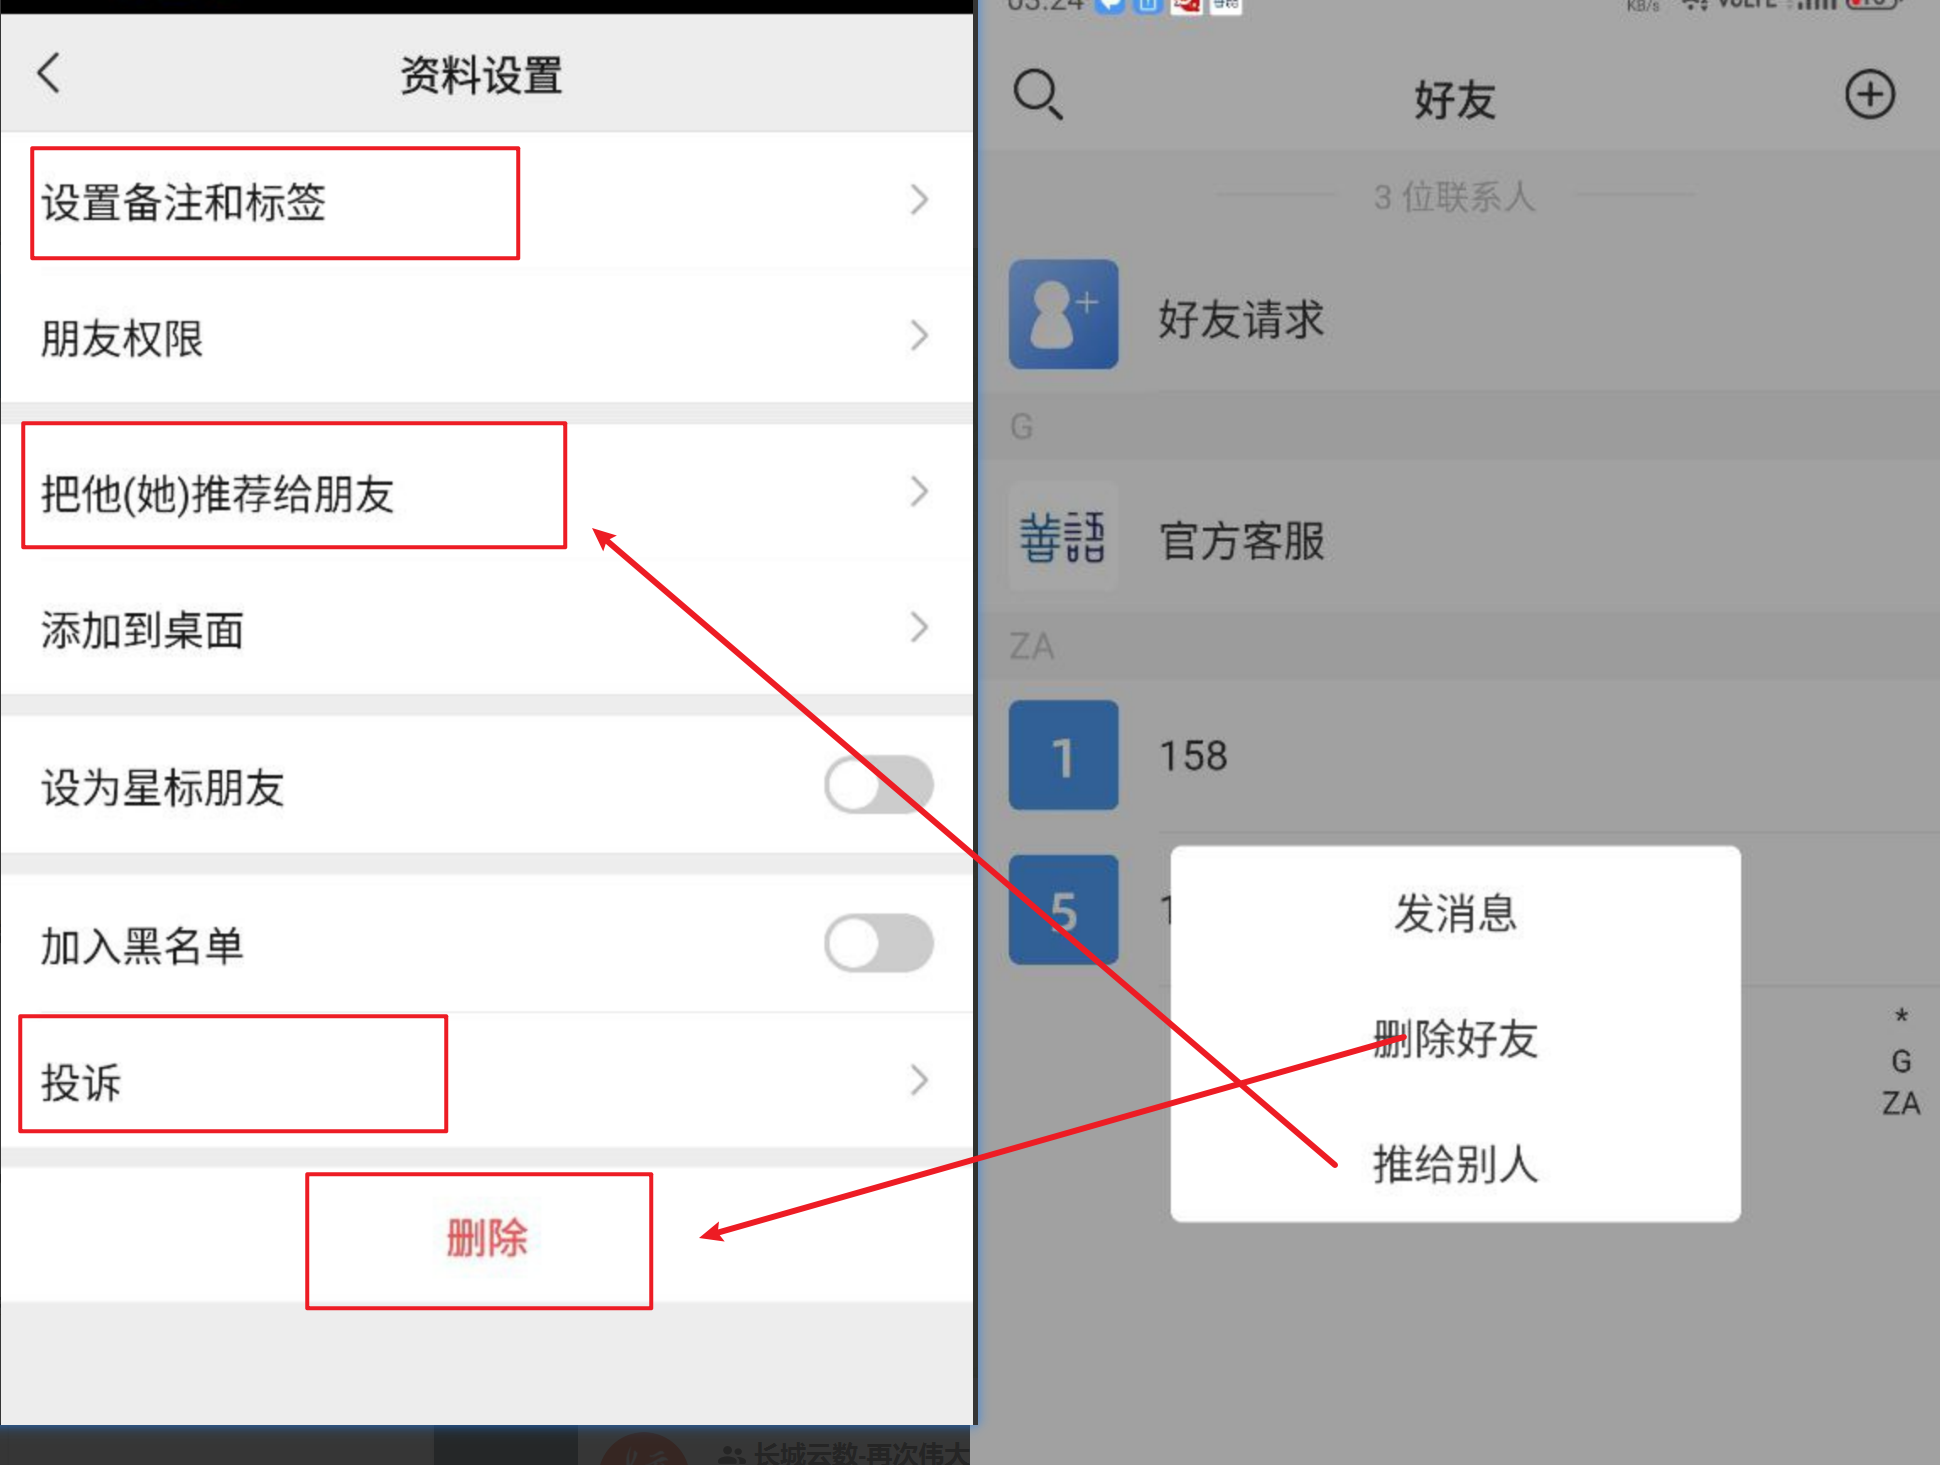 资料设置
设置备注和标签
朋友权限
把他(她)推荐给朋友
添加到桌面
设为星标朋友
加入黑名单
投诉
删除
长城云数-再次伟大
KB/s
好友
3 位联系人
好友请求
G
善語
官方客服
ZA
1
158
5
1
发消息
删除好友
推给别人
*
G
ZA